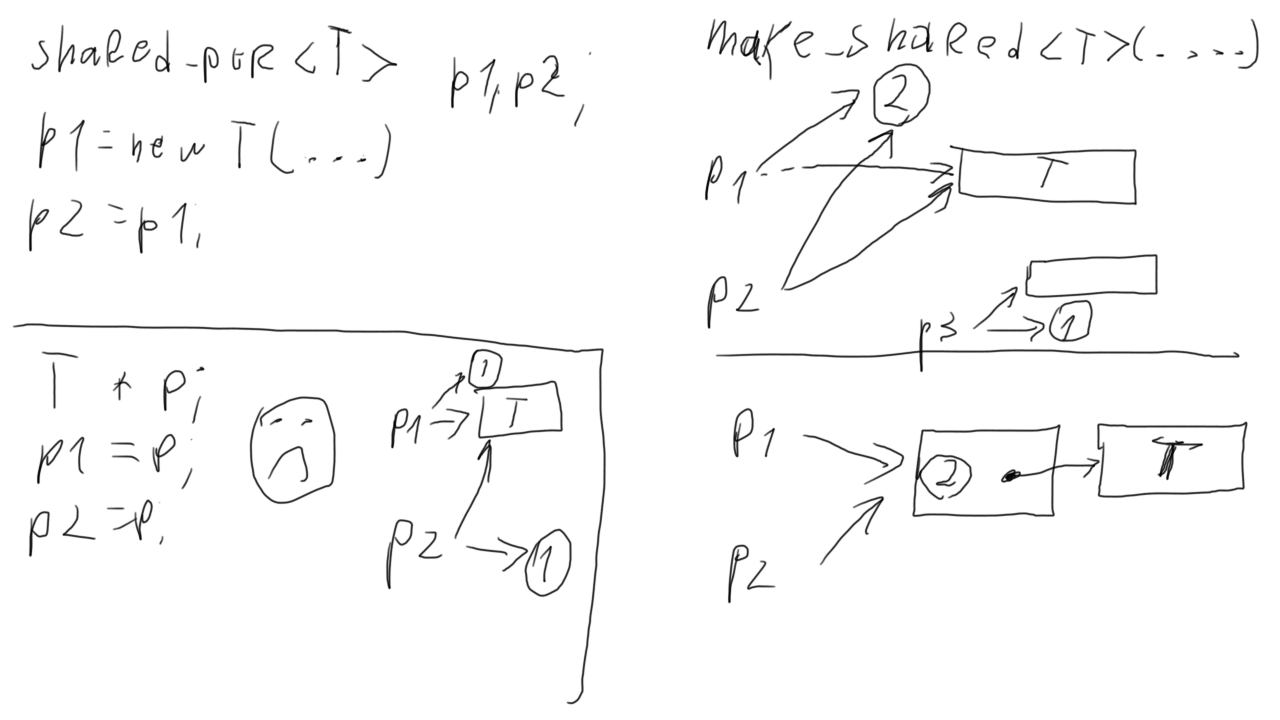 shaRed_ptR <T> p1, p2;
p1 = new T(....)
p2 = p1;
T * p;
p1 = p;
p2 = p;
1
p1 T
p2 1
make_shaRed <T>(.....)
2
p1 T
p2
p3 1
p1
2 T
p2